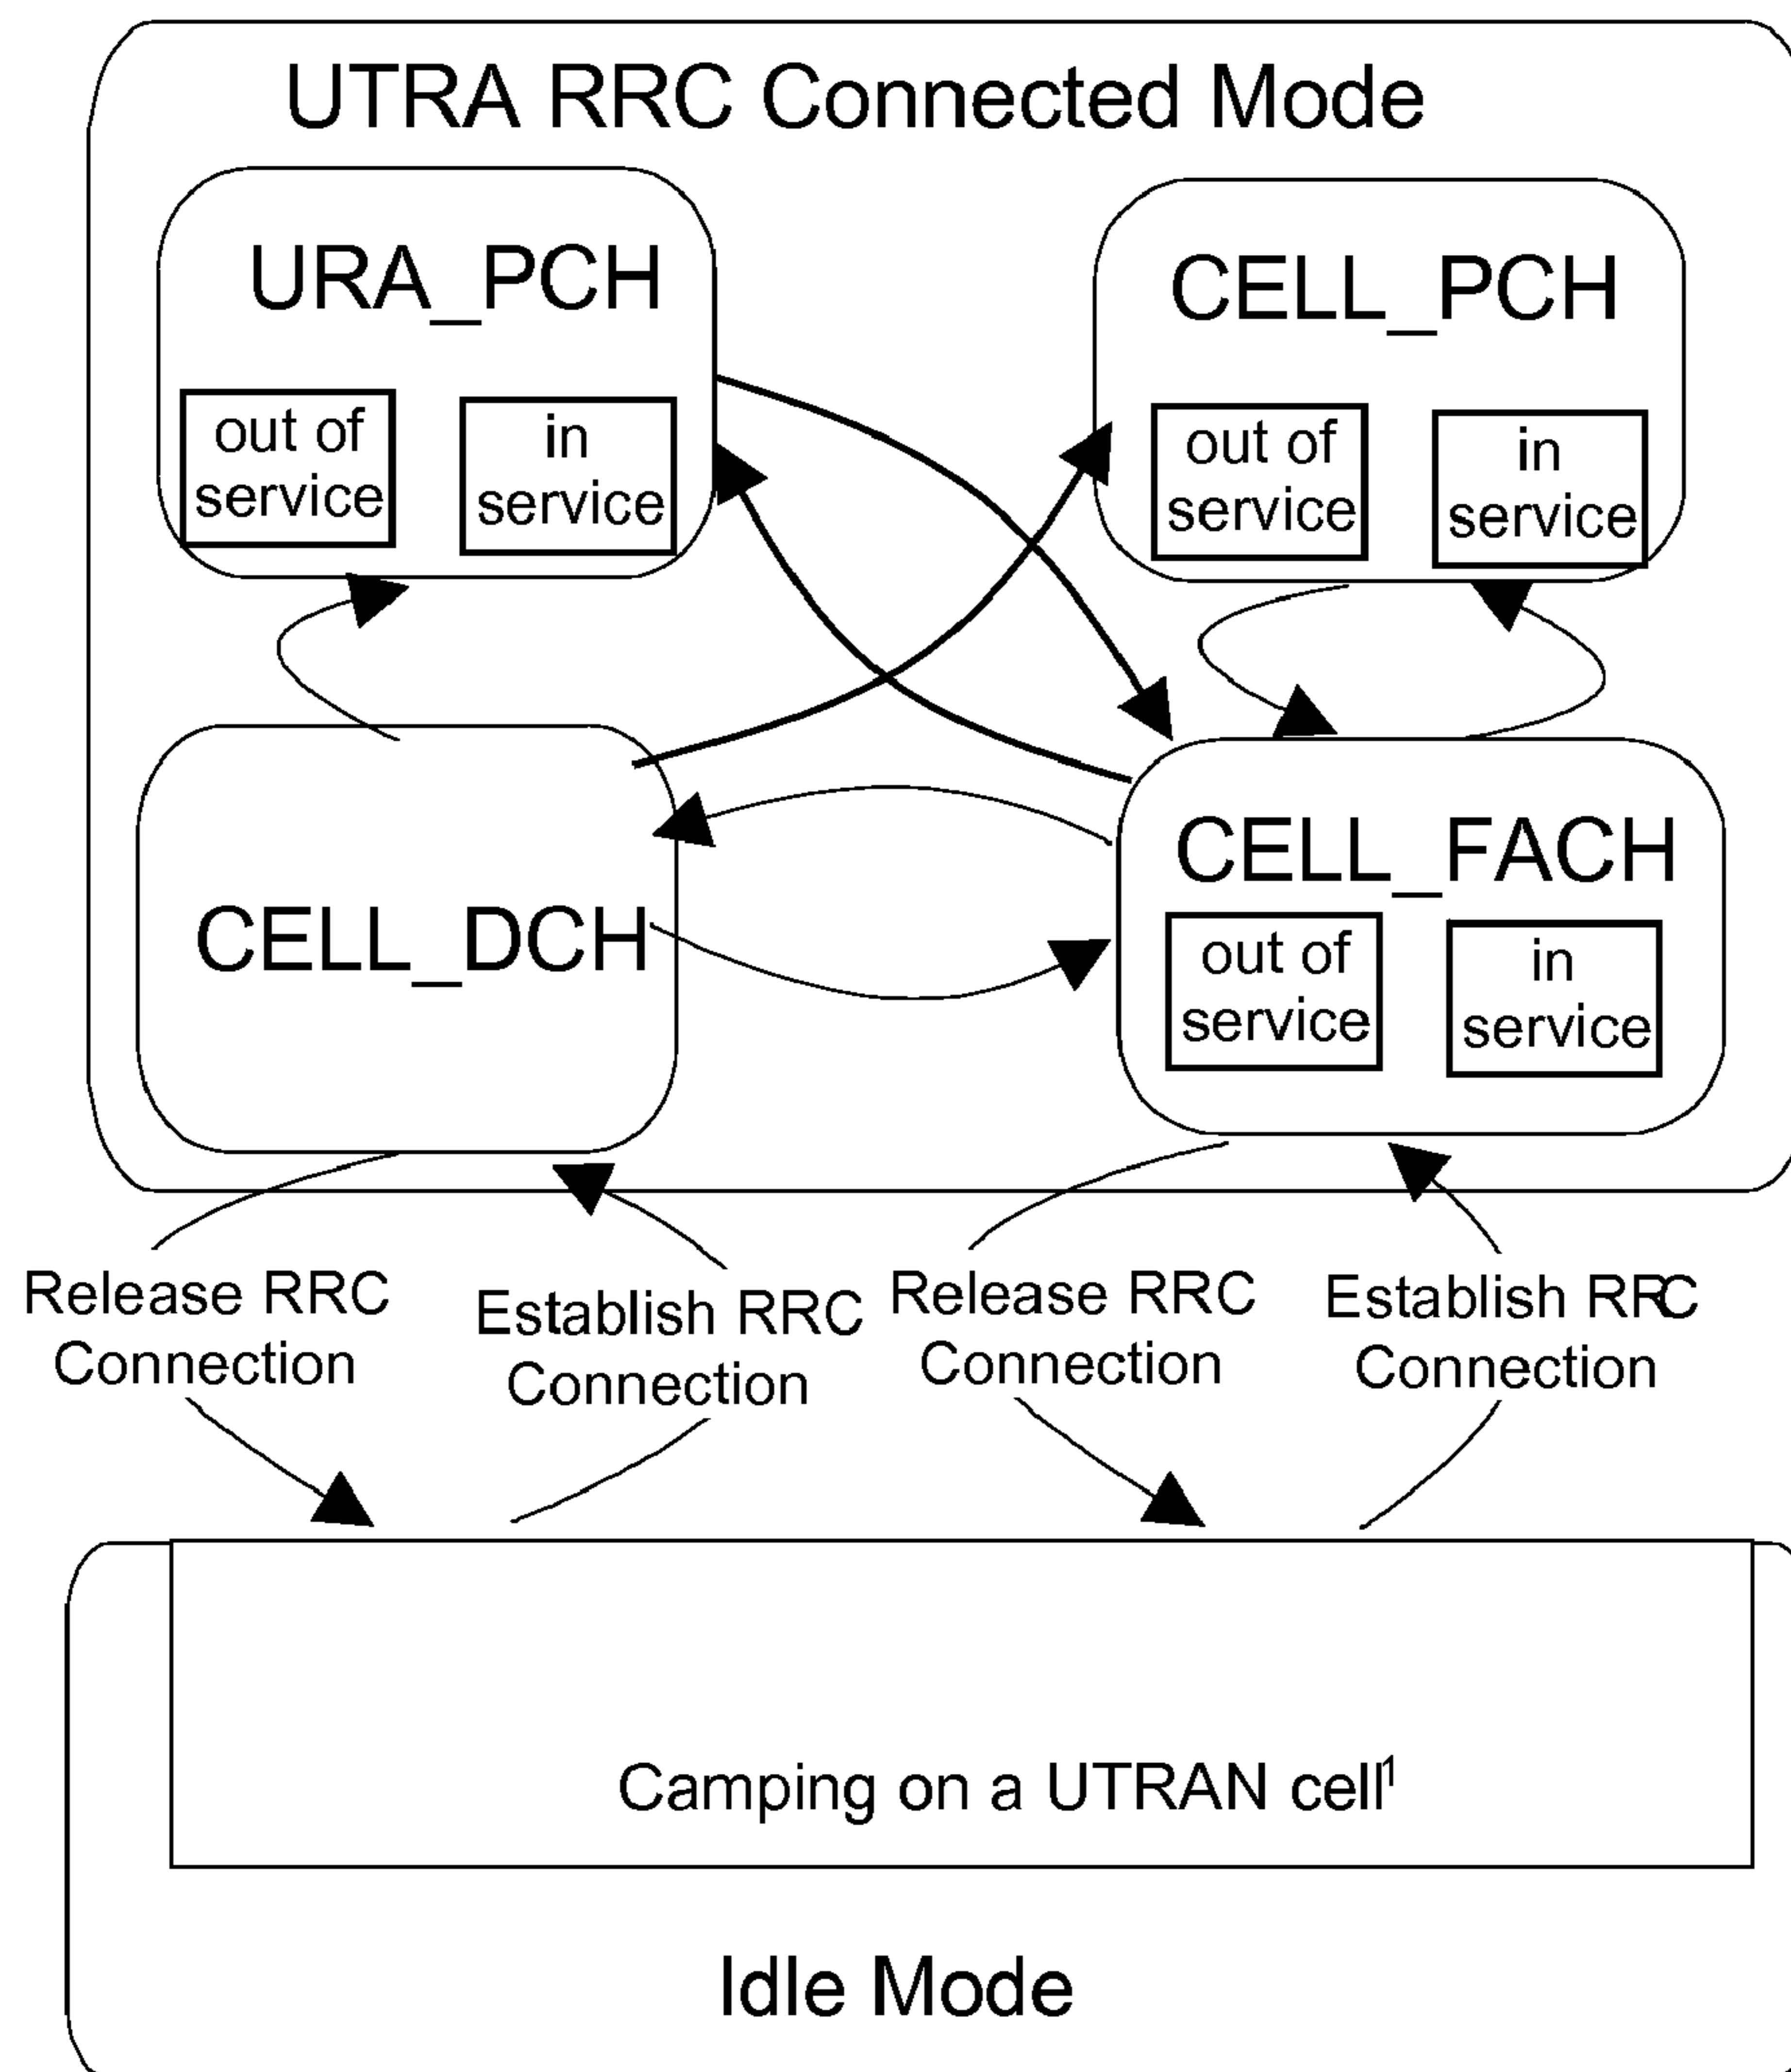 UTRA RRC Connected Mode
URA_PCH
out of
service
in
service
CELL_PCH
out of
service
in
service
CELL_DCH
CELL_FACH
out of
service
in
service
Release RRC
Connection
Establish RRC
Connection
Release RRC
Connection
Establish RRC
Connection
Camping on a UTRAN cell¹
Idle Mode